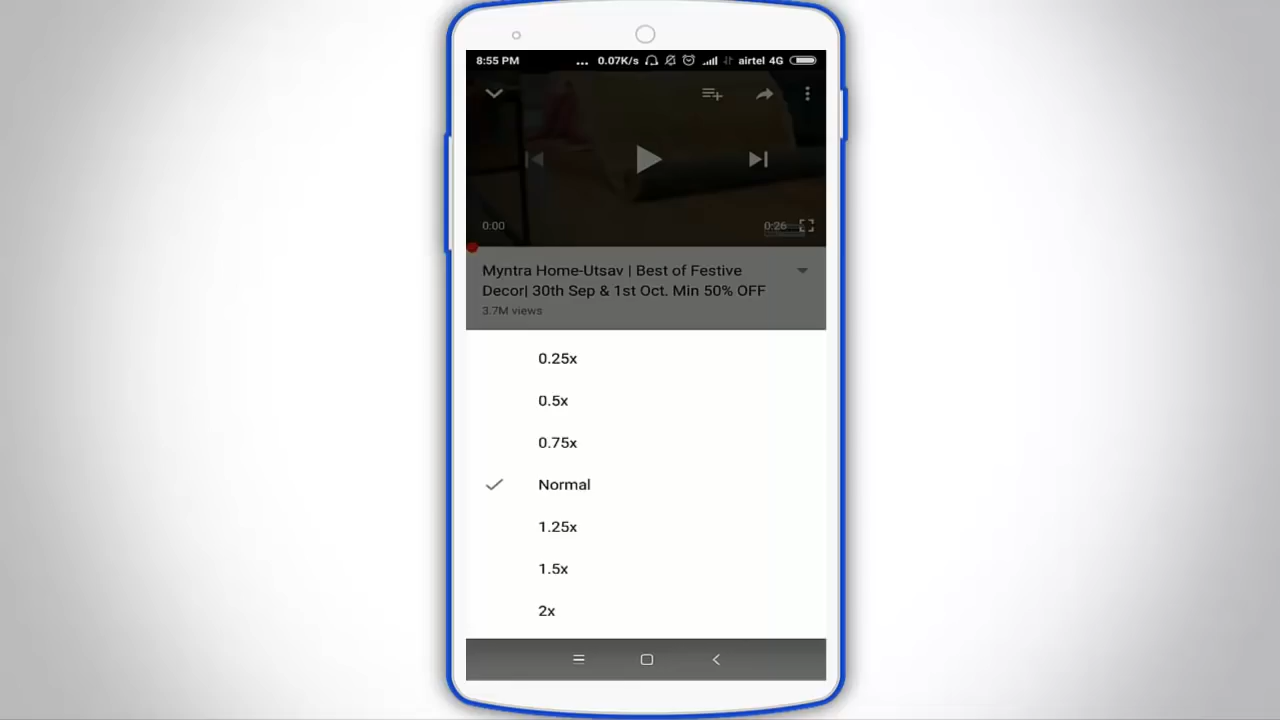 8:55 PM ... 0.07K/s airtel 4G
0:00 0:26
Myntra Home-Utsav | Best of Festive
Decor| 30th Sep & 1st Oct. Min 50% OFF
3.7M views
0.25x
0.5x
0.75x
Normal
1.25x
1.5x
2x